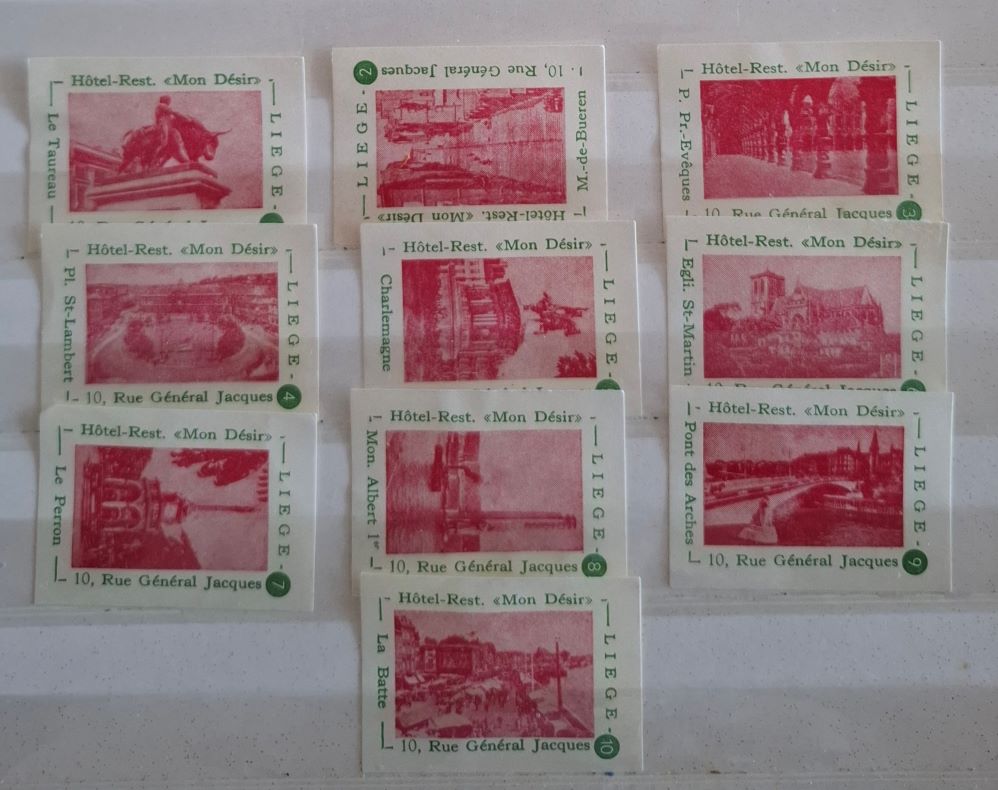 Hôtel-Rest. «Mon Désir»
Le Taureau
LIEGE
10, Rue Général Jacques
2
LIEGE
M.-de-Bueren
Hôtel-Rest. «Mon Désir»
Hôtel-Rest. «Mon Désir»
P. Pr.-Evêques
LIEGE
10, Rue Général Jacques
3
Hôtel-Rest. «Mon Désir»
Pl. St-Lambert
LIEGE
10, Rue Général Jacques
4
Hôtel-Rest. «Mon Désir»
Charlemagne
LIEGE
Hôtel-Rest. «Mon Désir»
Egli. St-Martin
LIEGE
Hôtel-Rest. «Mon Désir»
Le Perron
LIEGE
10, Rue Général Jacques
7
Hôtel-Rest. «Mon Désir»
Mon. Albert 1er
LIEGE
10, Rue Général Jacques
8
Hôtel-Rest. «Mon Désir»
Pont des Arches
LIEGE
10, Rue Général Jacques
9
Hôtel-Rest. «Mon Désir»
La Batte
LIEGE
10, Rue Général Jacques
10